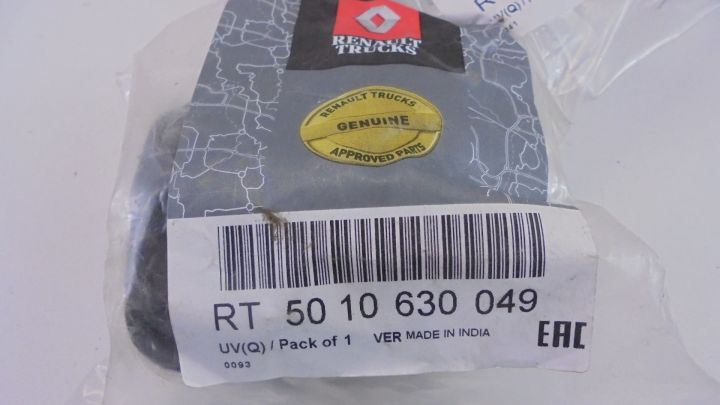 RENAULT
TRUCKS
RENAULT TRUCKS
GENUINE
APPROVED PARTS
RT 50 10 630 049
UV(Q) / Pack of 1 VER MADE IN INDIA
EAC
0093
R
UV(Q) /